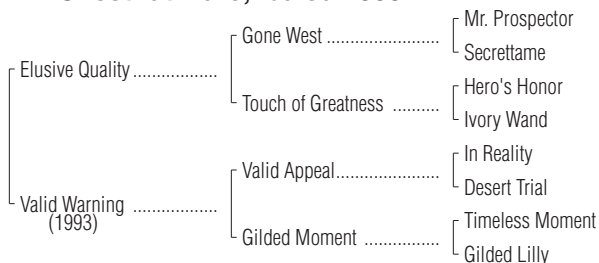 Mr. Prospector
Gone West ........................
Secrettame
Elusive Quality ..................
Hero's Honor
Touch of Greatness ..........
Ivory Wand
In Reality
Valid Appeal......................
Desert Trial
Valid Warning ..................
(1993)
Timeless Moment
Gilded Moment ................
Gilded Lilly